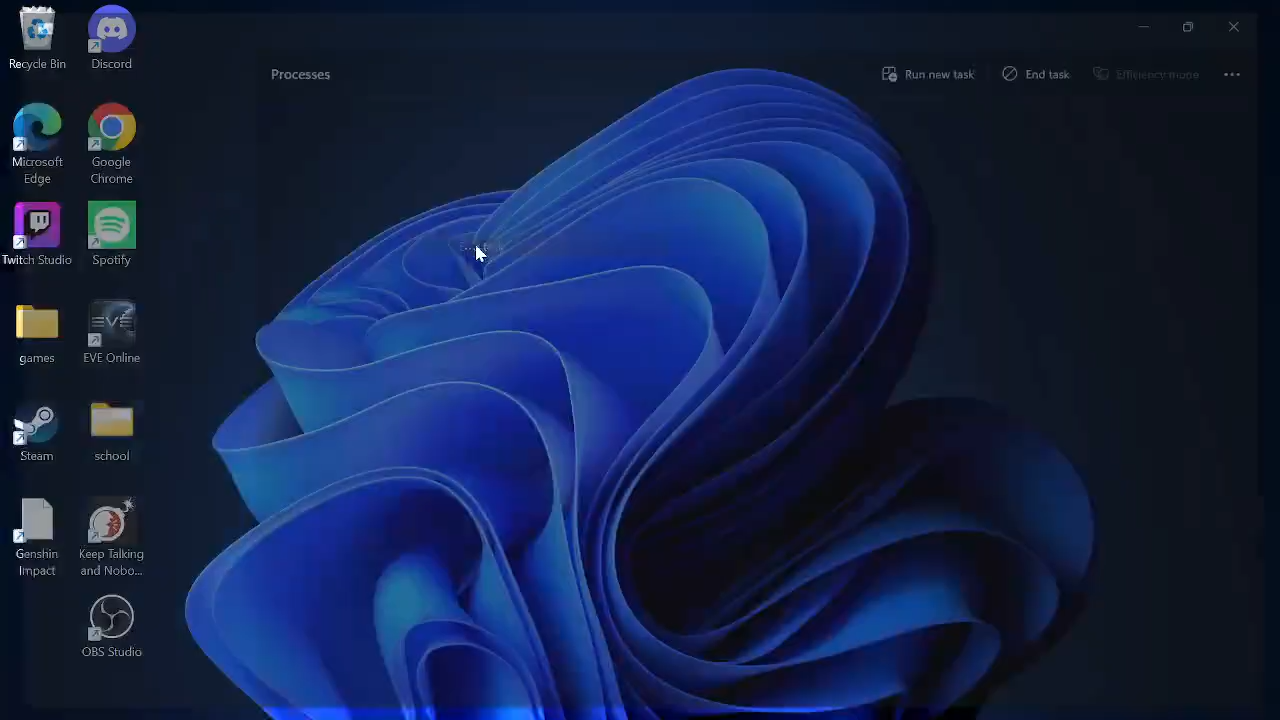 Recycle Bin
Discord
Processes
Run new task
End task
Efficiency mode
Microsoft
Edge
Google
Chrome
Twitch Studio
Spotify
games
EVE
EVE Online
Steam
school
Genshin
Impact
Keep Talking
and Nobo...
OBS Studio